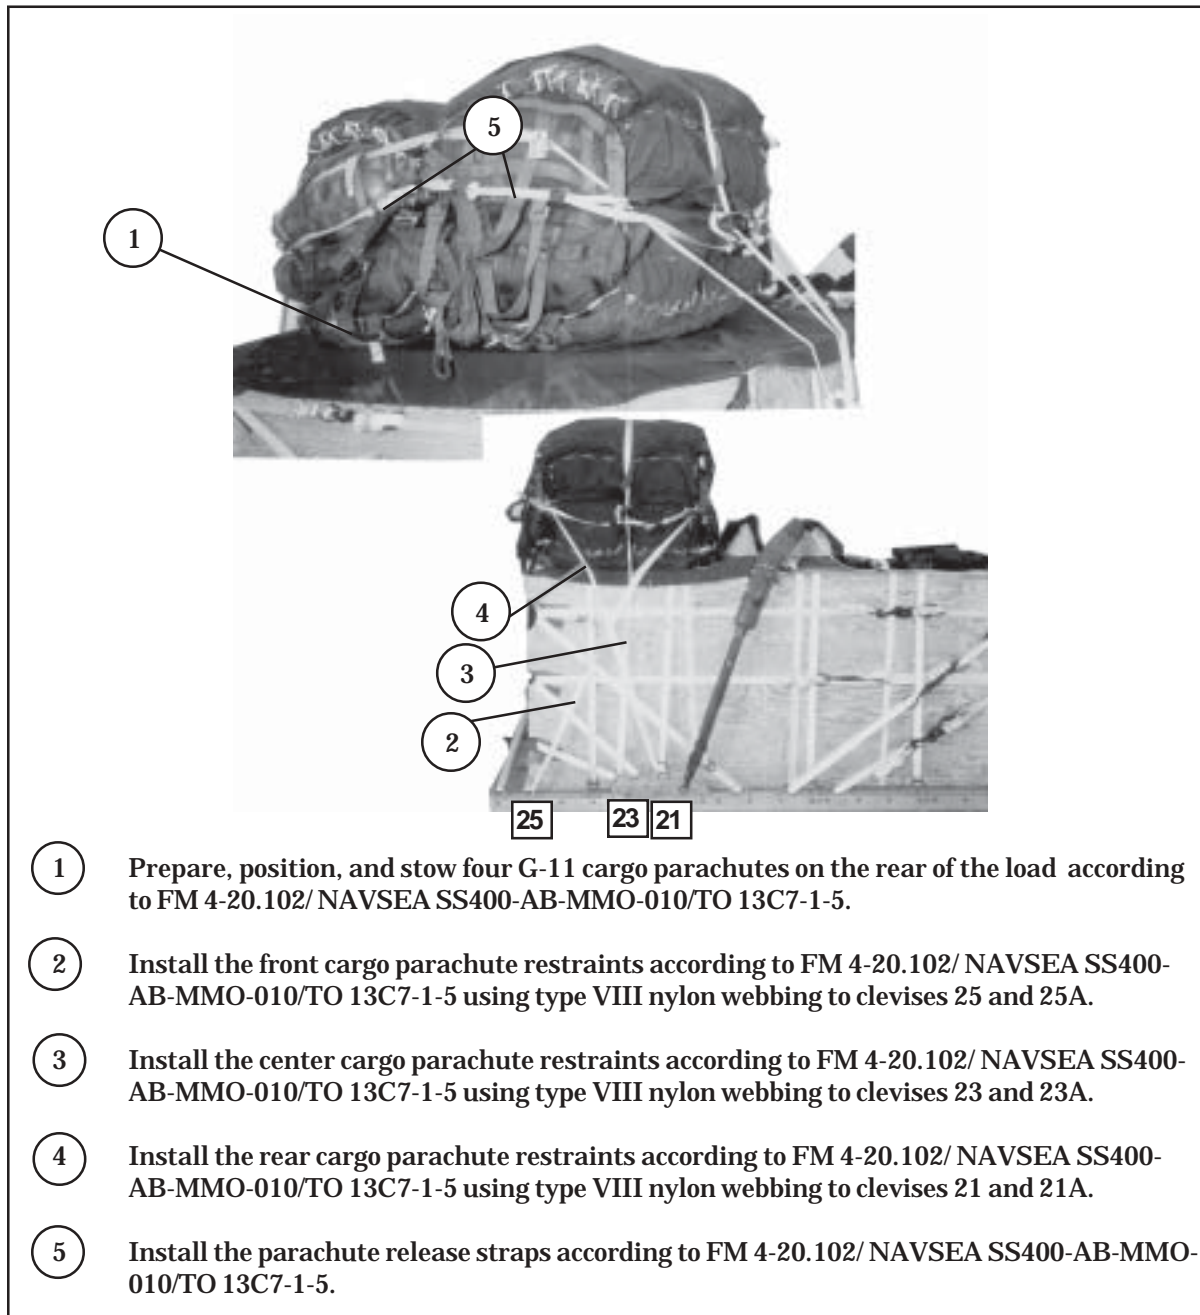 5
1
4
3
2
25 23 21
1 Prepare, position, and stow four G-11 cargo parachutes on the rear of the load according
to FM 4-20.102/ NAVSEA SS400-AB-MMO-010/TO 13C7-1-5.
2 Install the front cargo parachute restraints according to FM 4-20.102/ NAVSEA SS400-
AB-MMO-010/TO 13C7-1-5 using type VIII nylon webbing to clevises 25 and 25A.
3 Install the center cargo parachute restraints according to FM 4-20.102/ NAVSEA SS400-
AB-MMO-010/TO 13C7-1-5 using type VIII nylon webbing to clevises 23 and 23A.
4 Install the rear cargo parachute restraints according to FM 4-20.102/ NAVSEA SS400-
AB-MMO-010/TO 13C7-1-5 using type VIII nylon webbing to clevises 21 and 21A.
5 Install the parachute release straps according to FM 4-20.102/ NAVSEA SS400-AB-MMO-
010/TO 13C7-1-5.